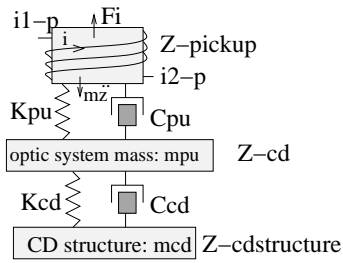 i1-p Fi
i Z-pickup
i2-p
mz̈
Kpu Cpu
optic system mass: mpu Z-cd
Kcd Ccd
CD structure: mcd Z-cdstructure